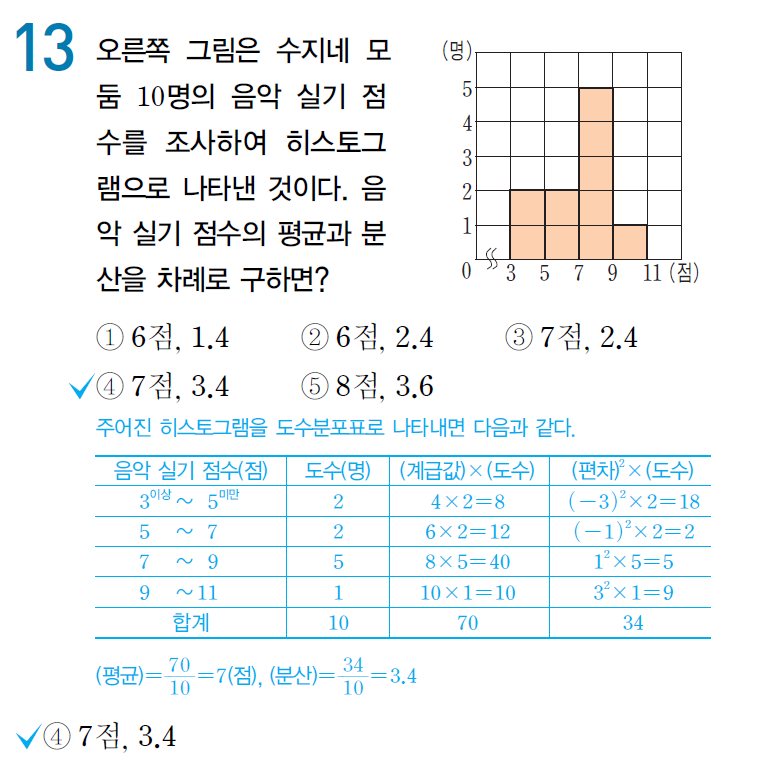 13 오른쪽 그림은 수지네 모
둠 10명의 음악 실기 점
수를 조사하여 히스토그
램으로 나타낸 것이다. 음
악 실기 점수의 평균과 분
산을 차례로 구하면?
(명)
5
4
3
2
1
0 3 5 7 9 11 (점)
① 6점, 1.4 ② 6점, 2.4 ③ 7점, 2.4
④ 7점, 3.4 ⑤ 8점, 3.6
주어진 히스토그램을 도수분포표로 나타내면 다음과 같다.
음악 실기 점수(점) 도수(명) (계급값)×(도수) (편차)²×(도수)
3이상 ~ 5미만 2 4×2=8 (-3)²×2=18
5 ~ 7 2 6×2=12 (-1)²×2=2
7 ~ 9 5 8×5=40 1²×5=5
9 ~ 11 1 10×1=10 3²×1=9
합계 10 70 34
(평균)=70/10=7(점), (분산)=34/10=3.4
④ 7점, 3.4